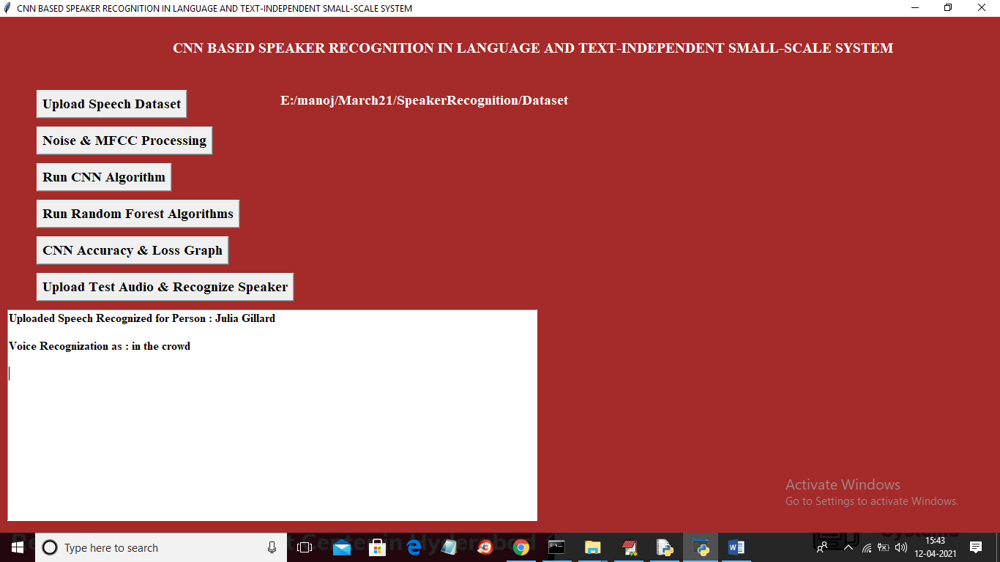 CNN BASED SPEAKER RECOGNITION IN LANGUAGE AND TEXT-INDEPENDENT SMALL-SCALE SYSTEM
CNN BASED SPEAKER RECOGNITION IN LANGUAGE AND TEXT-INDEPENDENT SMALL-SCALE SYSTEM
Upload Speech Dataset
E:/manoj/March21/SpeakerRecognition/Dataset
Noise & MFCC Processing
Run CNN Algorithm
Run Random Forest Algorithms
CNN Accuracy & Loss Graph
Upload Test Audio & Recognize Speaker
Uploaded Speech Recognized for Person : Julia Gillard
Voice Recognization as : in the crowd
Activate Windows
Go to Settings to activate Windows.
Type here to search
15:43
12-04-2021